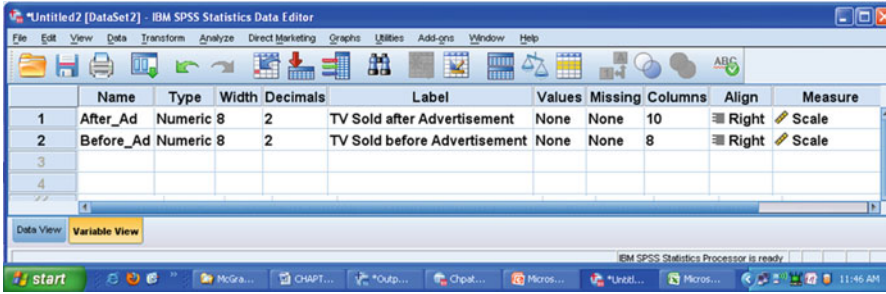 *Untitled2 [DataSet2] - IBM SPSS Statistics Data Editor
File Edit View Data Transform Analyze Direct Marketing Graphs Utilities Add-ons Window Help
Name Type Width Decimals Label Values Missing Columns Align Measure
1 After_Ad Numeric 8 2 TV Sold after Advertisement None None 10 Right Scale
2 Before_Ad Numeric 8 2 TV Sold before Advertisement None None 8 Right Scale
3
4
Data View Variable View
IBM SPSS Statistics Processor is ready
start McGra... CHAPT... *Outp... Chpat... Micros... *Untitl... Micros... 11:46 AM